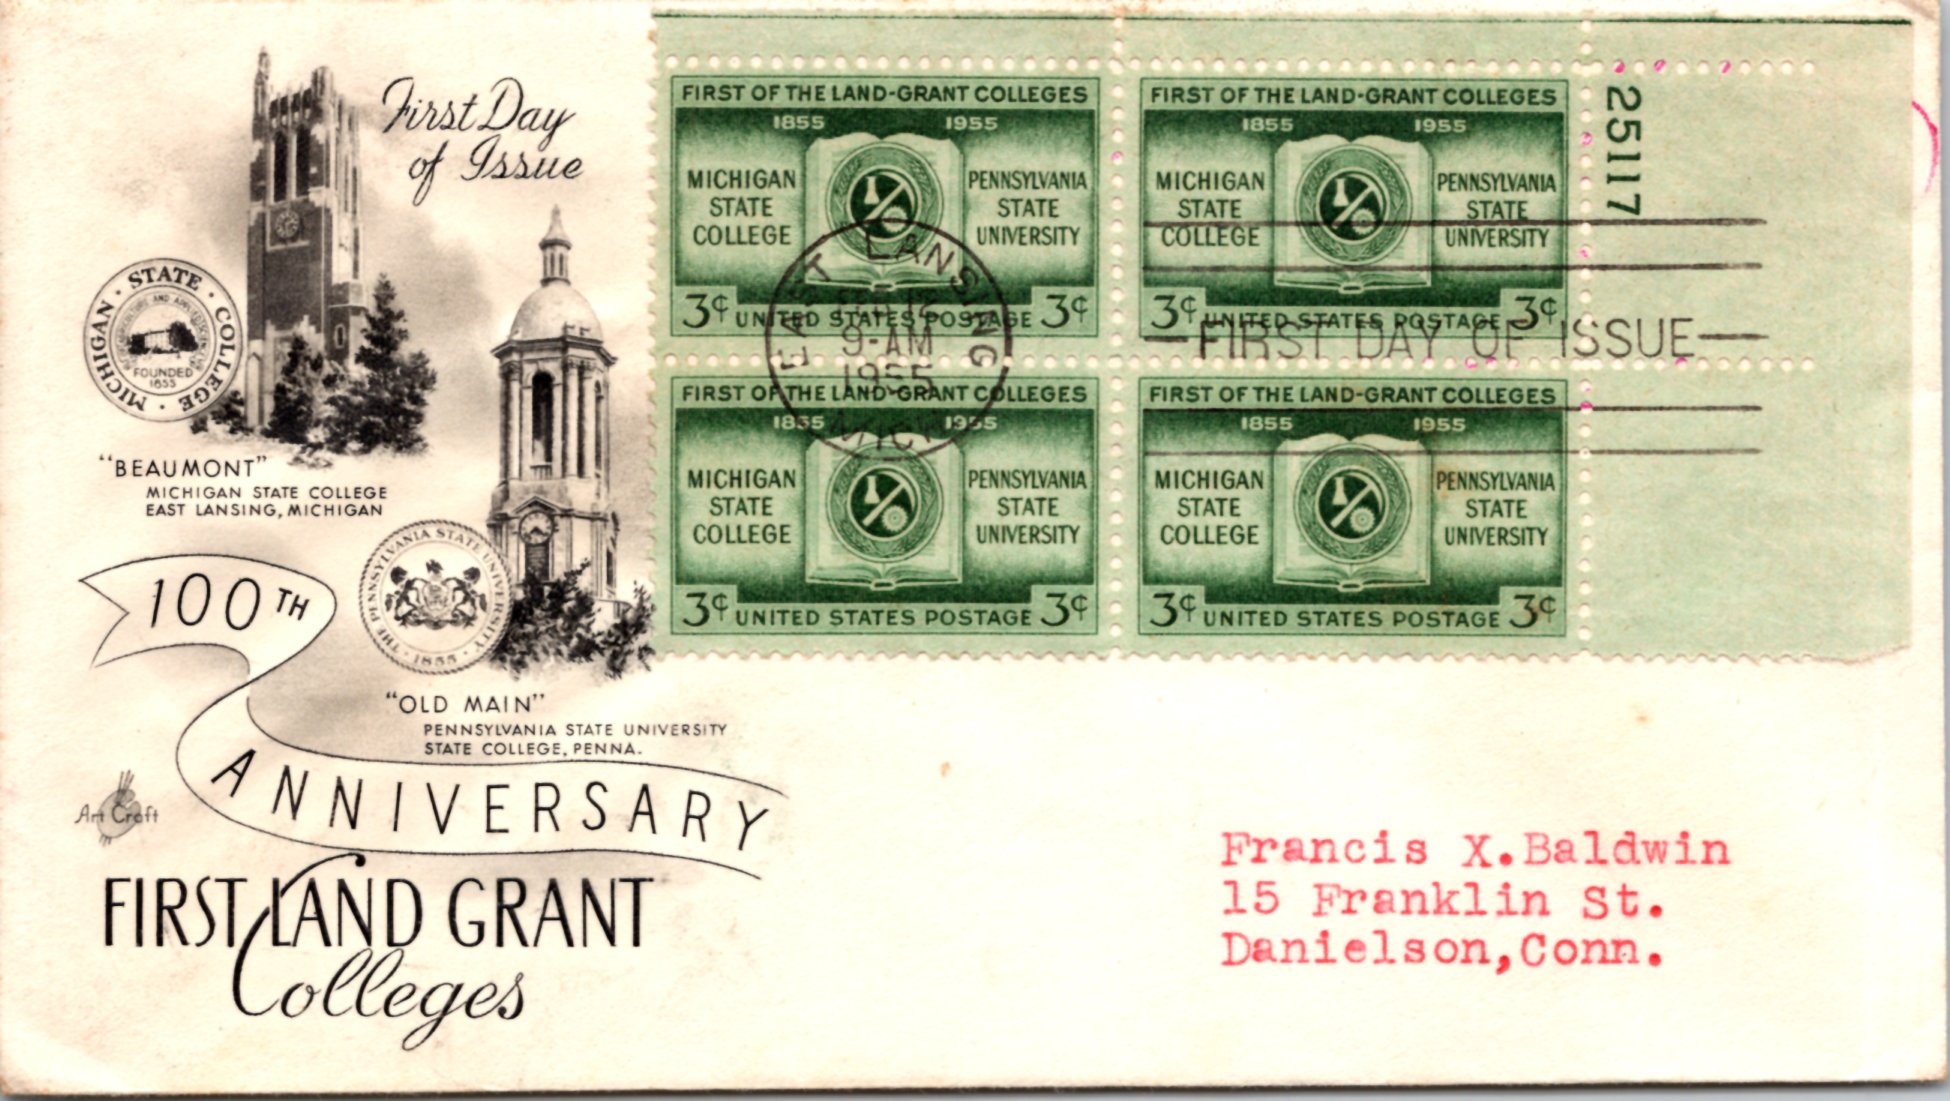 First Day
of Issue
MICHIGAN · STATE · COLLEGE ·
FOUNDED
1855
"BEAUMONT"
MICHIGAN STATE COLLEGE
EAST LANSING, MICHIGAN
THE PENNSYLVANIA STATE UNIVERSITY
· 1855 ·
"OLD MAIN"
PENNSYLVANIA STATE UNIVERSITY
STATE COLLEGE, PENNA.
100TH
ANNIVERSARY
Art Craft
FIRST LAND GRANT
Colleges
FIRST OF THE LAND-GRANT COLLEGES
1855 1955
MICHIGAN
STATE
COLLEGE
PENNSYLVANIA
STATE
UNIVERSITY
3¢ UNITED STATES POSTAGE 3¢
FIRST OF THE LAND-GRANT COLLEGES
1855 1955
MICHIGAN
STATE
COLLEGE
PENNSYLVANIA
STATE
UNIVERSITY
3¢ UNITED STATES POSTAGE 3¢
25117
EAST LANSING
FEB 12
9-AM
1955
MICH
FIRST DAY OF ISSUE
FIRST OF THE LAND-GRANT COLLEGES
1855 1955
MICHIGAN
STATE
COLLEGE
PENNSYLVANIA
STATE
UNIVERSITY
3¢ UNITED STATES POSTAGE 3¢
FIRST OF THE LAND-GRANT COLLEGES
1855 1955
MICHIGAN
STATE
COLLEGE
PENNSYLVANIA
STATE
UNIVERSITY
3¢ UNITED STATES POSTAGE 3¢
Francis X.Baldwin
15 Franklin St.
Danielson,Conn.